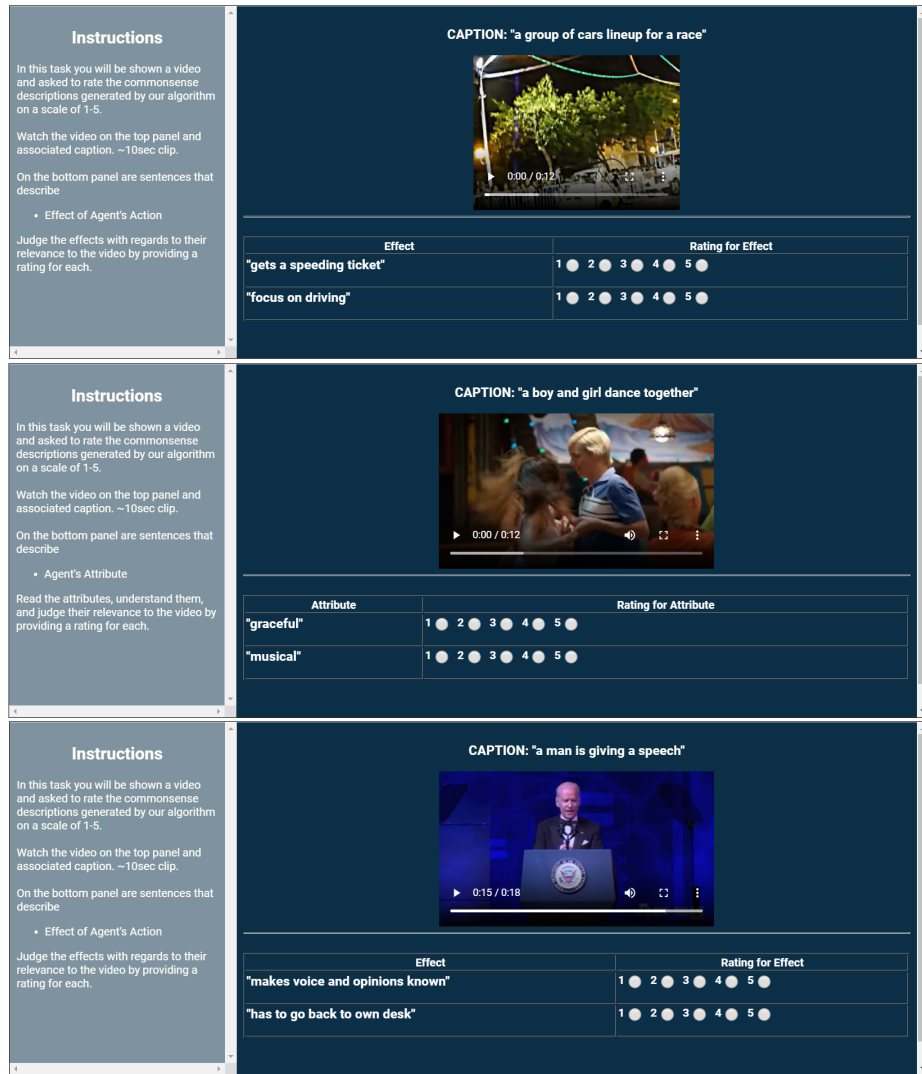 Instructions
In this task you will be shown a video
and asked to rate the commonsense
descriptions generated by our algorithm
on a scale of 1-5.
Watch the video on the top panel and
associated caption. ~10sec clip.
On the bottom panel are sentences that
describe
• Effect of Agent's Action
Judge the effects with regards to their
relevance to the video by providing a
rating for each.
CAPTION: "a group of cars lineup for a race"
0:00 / 0:12
Effect Rating for Effect
"gets a speeding ticket" 1 2 3 4 5
"focus on driving" 1 2 3 4 5
Instructions
In this task you will be shown a video
and asked to rate the commonsense
descriptions generated by our algorithm
on a scale of 1-5.
Watch the video on the top panel and
associated caption. ~10sec clip.
On the bottom panel are sentences that
describe
• Agent's Attribute
Read the attributes, understand them,
and judge their relevance to the video by
providing a rating for each.
CAPTION: "a boy and girl dance together"
0:00 / 0:12
Attribute Rating for Attribute
"graceful" 1 2 3 4 5
"musical" 1 2 3 4 5
Instructions
In this task you will be shown a video
and asked to rate the commonsense
descriptions generated by our algorithm
on a scale of 1-5.
Watch the video on the top panel and
associated caption. ~10sec clip.
On the bottom panel are sentences that
describe
• Effect of Agent's Action
Judge the effects with regards to their
relevance to the video by providing a
rating for each.
CAPTION: "a man is giving a speech"
0:15 / 0:18
Effect Rating for Effect
"makes voice and opinions known" 1 2 3 4 5
"has to go back to own desk" 1 2 3 4 5